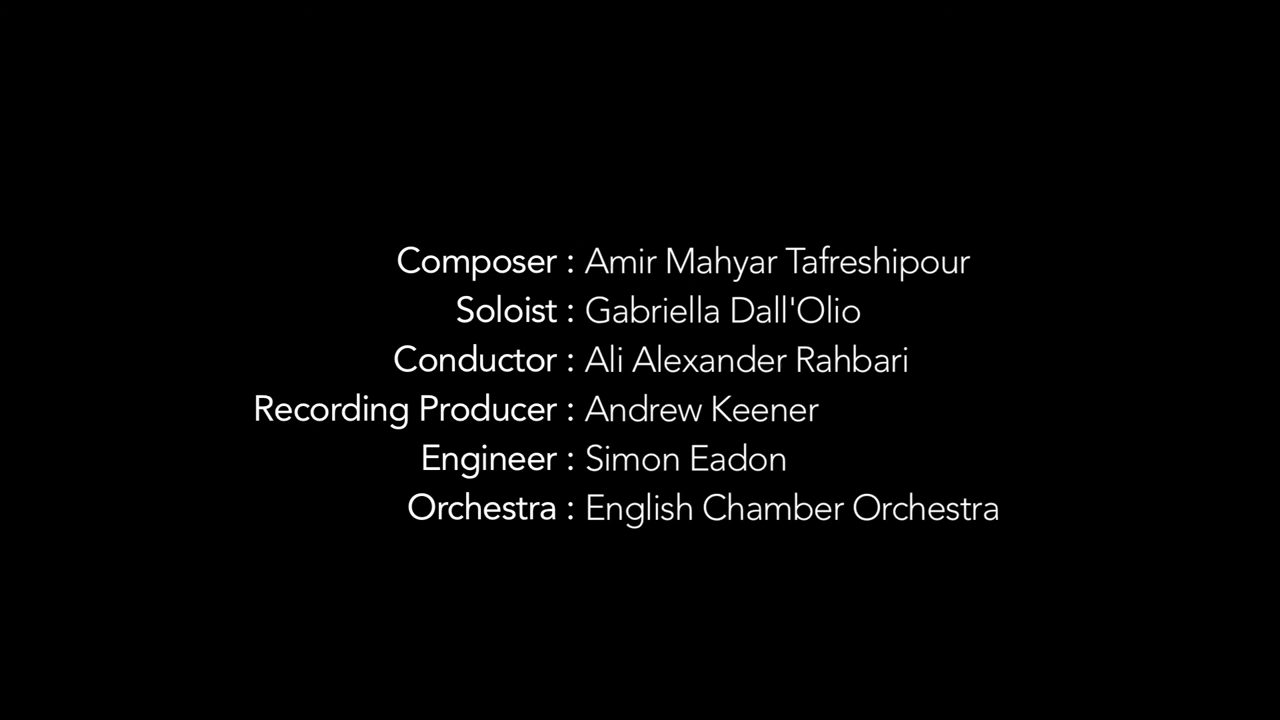 Composer : Amir Mahyar Tafreshipour
Soloist : Gabriella Dall'Olio
Conductor : Ali Alexander Rahbari
Recording Producer : Andrew Keener
Engineer : Simon Eadon
Orchestra : English Chamber Orchestra